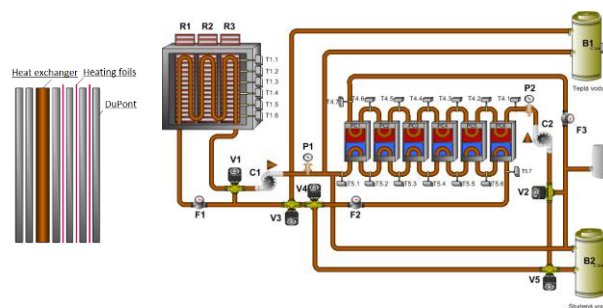 Heat exchanger
Heating foils
DuPont
R1
R2
R3
T1.1
T1.2
T1.3
T1.4
T1.5
T1.6
V1
C1
P1
F1
V3
V4
F2
T4.7
T4.6
T4.5
T4.4
T4.3
T4.2
T4.1
P2
C2
T5.1
T5.2
T5.3
T5.4
T5.5
T5.6
T5.7
V2
V5
F3
B1
Teplá voda
B2
Studená voda